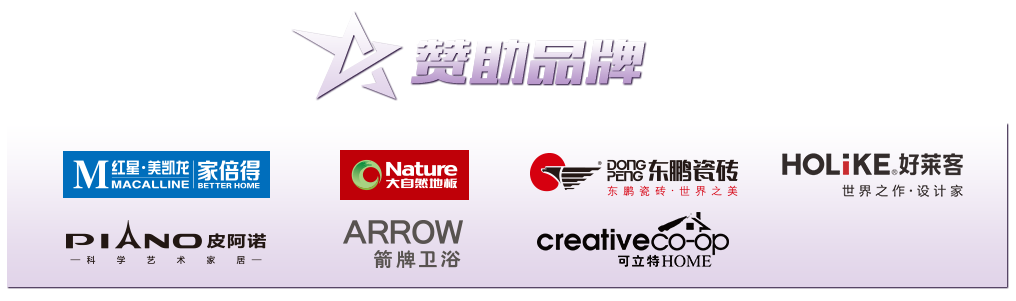 赞助品牌
M 红星·美凯龙 家倍得
MACALLINE BETTER HOME
Nature
大自然地板
DONG PENG® 东鹏瓷砖
东鹏瓷砖·世界之美
HOLiKE®好莱客
世界之作·设计家
PIANO 皮阿诺
科学艺术家居
ARROW
箭牌卫浴
creative co-op
可立特HOME